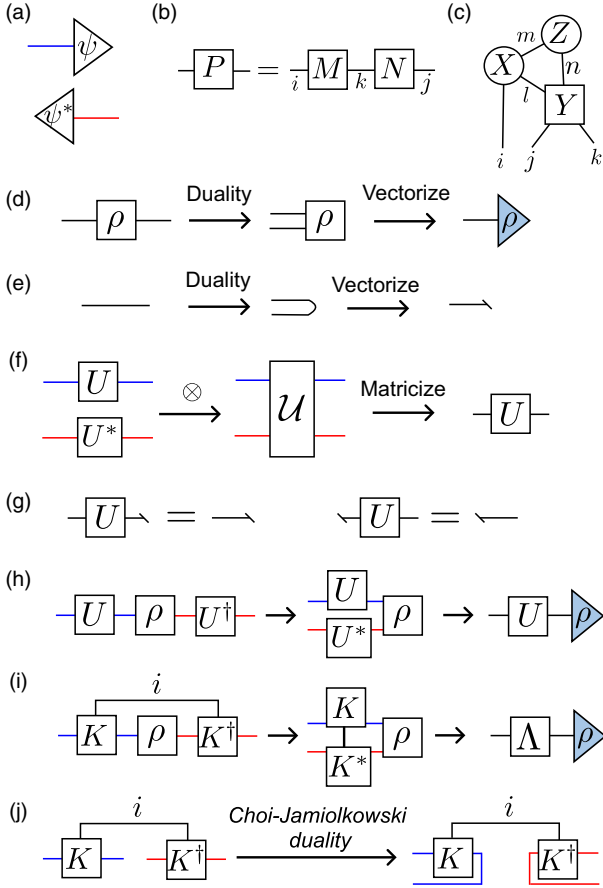 (a)
ψ
ψ*
(b)
P = i M k N j
(c)
m Z
X n
l Y
i j k
(d)
ρ Duality ρ Vectorize ρ
(e)
Duality Vectorize
(f)
U ⊗ 𝒰 Matricize U
U*
(g)
U = U =
(h)
U ρ U† U U* ρ U ρ
(i)
i
K ρ K† K K* ρ Λ ρ
(j)
i Choi-Jamiolkowski i
K K† duality K K†